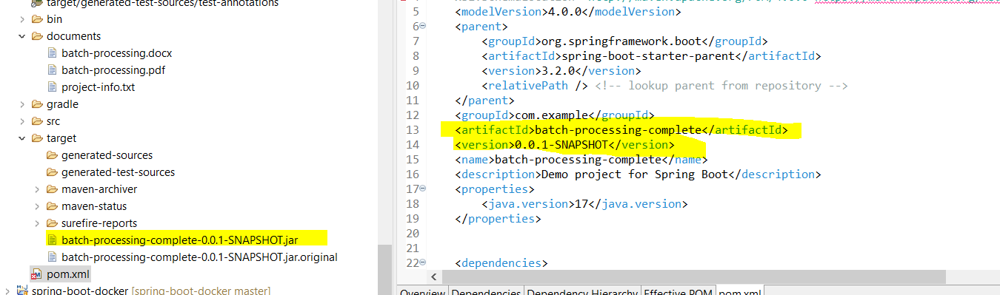 target/generated-test-sources/test-annotations
bin
documents
batch-processing.docx
batch-processing.pdf
project-info.txt
gradle
src
target
generated-sources
generated-test-sources
maven-archiver
maven-status
surefire-reports
batch-processing-complete-0.0.1-SNAPSHOT.jar
batch-processing-complete-0.0.1-SNAPSHOT.jar.original
pom.xml
spring-boot-docker [spring-boot-docker master]
5 <modelVersion>4.0.0</modelVersion>
6 <parent>
7 <groupId>org.springframework.boot</groupId>
8 <artifactId>spring-boot-starter-parent</artifactId>
9 <version>3.2.0</version>
10 <relativePath /> <!-- lookup parent from repository -->
11 </parent>
12 <groupId>com.example</groupId>
13 <artifactId>batch-processing-complete</artifactId>
14 <version>0.0.1-SNAPSHOT</version>
15 <name>batch-processing-complete</name>
16 <description>Demo project for Spring Boot</description>
17 <properties>
18 <java.version>17</java.version>
19 </properties>
20
21
22 <dependencies>
Overview Dependencies Dependency Hierarchy Effective POM pom.xml